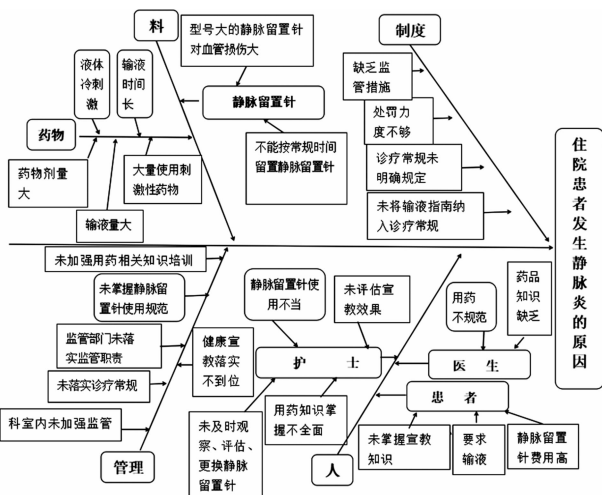 料
型号大的静脉留置针
对血管损伤大
制度
液体
冷刺
激
输液
时间
长
静脉留置针
缺乏监
管措施
处罚力
度不够
药物
药物剂量
大
大量使用刺
激性药物
输液量大
不能按常规时间
留置静脉留置针
诊疗常规未
明确规定
未将输液指南纳
入诊疗常规
住院患者发生静脉炎的原因
未加强用药相关知识培训
未掌握静脉留
置针使用规范
监管部门未落
实监管职责
未落实诊疗常规
科室内未加强监管
管理
健康宣
教落实
不到位
静脉留置针使
用不当
未评估宣
教效果
护 士
未及时观
察、评估、
更换静脉
留置针
用药知识掌
握不全面
用药
不规范
药品
知识
缺乏
医 生
患 者
未掌握宣教
知识
要求
输液
静脉留置
针费用高
人